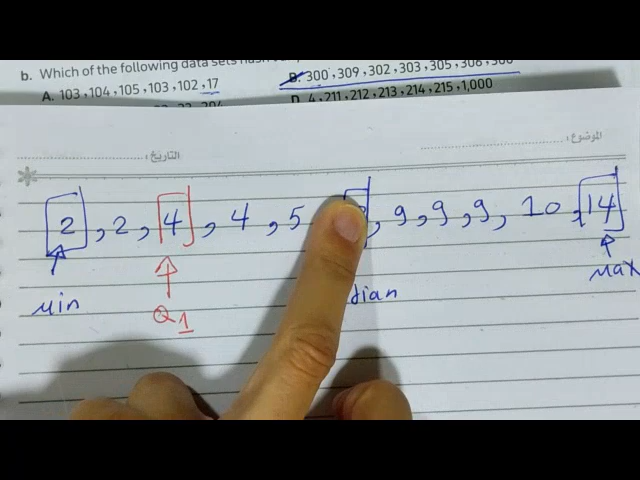 b. Which of the following data sets
A. 103 ،104 ،105 ،103 ،102 ،17
B. 300 ،309 ،302 ،303 ،305 ،306 ،300
D. 4 ،211 ،212 ،213 ،214 ،215 ،1,000
الموضوع:
التاريخ:
2 , 2 , 4 , 4 , 5 , 9 , 9 , 9 , 10 , 14
Min
Q1
dian
Max